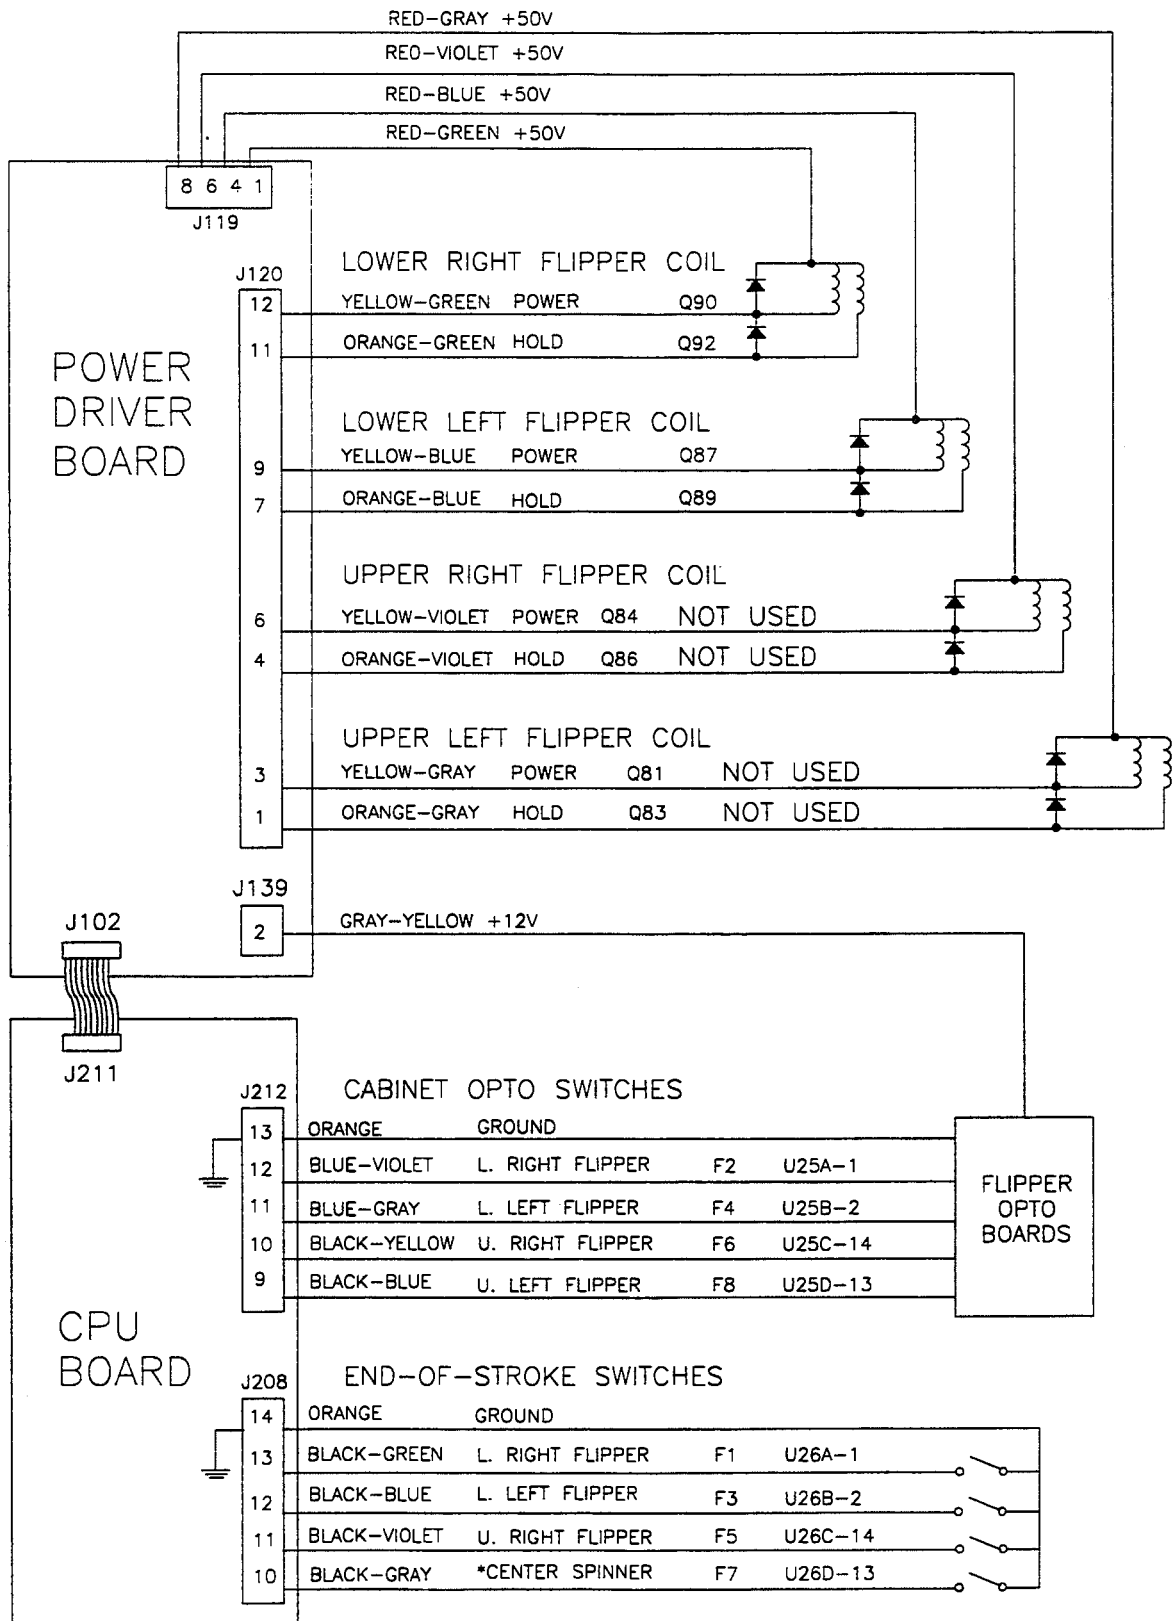 RED-GRAY +50V
RED-VIOLET +50V
RED-BLUE +50V
RED-GREEN +50V
8 6 4 1
J119
J120
LOWER RIGHT FLIPPER COIL
12 YELLOW-GREEN POWER Q90
11 ORANGE-GREEN HOLD Q92
POWER
DRIVER
BOARD
LOWER LEFT FLIPPER COIL
9 YELLOW-BLUE POWER Q87
7 ORANGE-BLUE HOLD Q89
UPPER RIGHT FLIPPER COIL
6 YELLOW-VIOLET POWER Q84 NOT USED
4 ORANGE-VIOLET HOLD Q86 NOT USED
UPPER LEFT FLIPPER COIL
3 YELLOW-GRAY POWER Q81 NOT USED
1 ORANGE-GRAY HOLD Q83 NOT USED
J139
2 GRAY-YELLOW +12V
J102
J211
J212
CABINET OPTO SWITCHES
13 ORANGE GROUND
12 BLUE-VIOLET L. RIGHT FLIPPER F2 U25A-1
11 BLUE-GRAY L. LEFT FLIPPER F4 U25B-2
10 BLACK-YELLOW U. RIGHT FLIPPER F6 U25C-14
9 BLACK-BLUE U. LEFT FLIPPER F8 U25D-13
FLIPPER
OPTO
BOARDS
CPU
BOARD
J208
END-OF-STROKE SWITCHES
14 ORANGE GROUND
13 BLACK-GREEN L. RIGHT FLIPPER F1 U26A-1
12 BLACK-BLUE L. LEFT FLIPPER F3 U26B-2
11 BLACK-VIOLET U. RIGHT FLIPPER F5 U26C-14
10 BLACK-GRAY *CENTER SPINNER F7 U26D-13